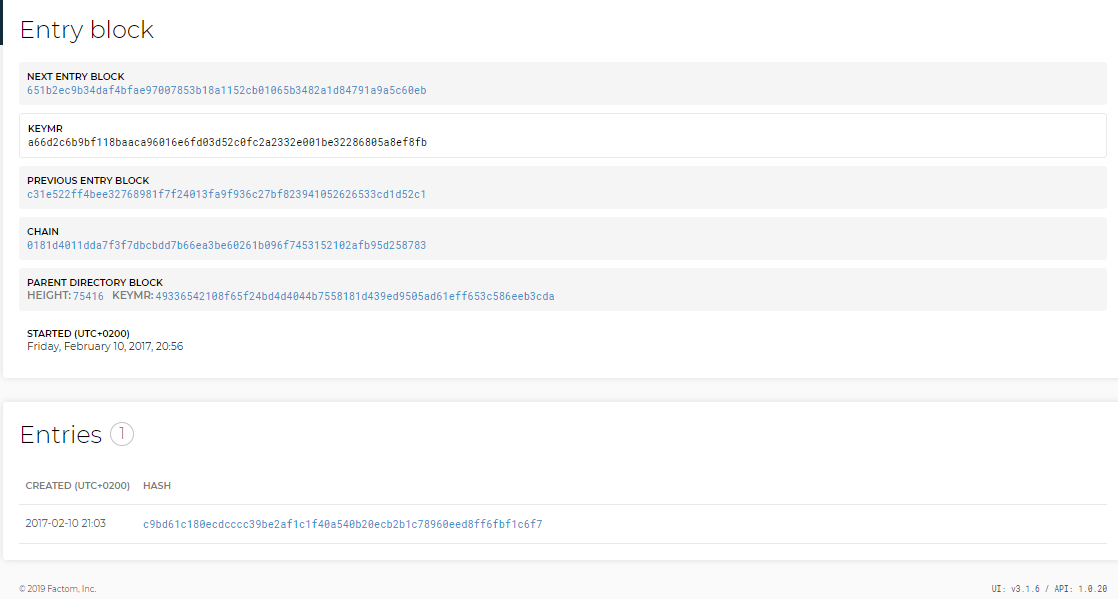 Entry block
NEXT ENTRY BLOCK
651b2ec9b34daf4bfae97007853b18a1152cb01065b3482a1d84791a9a5c60eb
KEYMR
a66d2c6b9bf118baaca96016e6fd03d52c0fc2a2332e001be32286805a8ef8fb
PREVIOUS ENTRY BLOCK
c31e522ff4bee32768981f7f24013fa9f936c27bf823941052626533cd1d52c1
CHAIN
0181d4011dda7f3f7dbcbdd7b66ea3be60261b096f7453152102afb95d258783
PARENT DIRECTORY BLOCK
HEIGHT: 75416 KEYMR: 49336542108f65f24bd4d4044b7558181d439ed9505ad61eff653c586eeb3cda
STARTED (UTC+0200)
Friday, February 10, 2017, 20:56
Entries 1
CREATED (UTC+0200) HASH
2017-02-10 21:03 c9bd61c180ecdcccc39be2af1c1f40a540b20ecb2b1c78960eed8ff6fbf1c6f7
© 2019 Factom, Inc. UI: v3.1.6 / API: 1.0.20